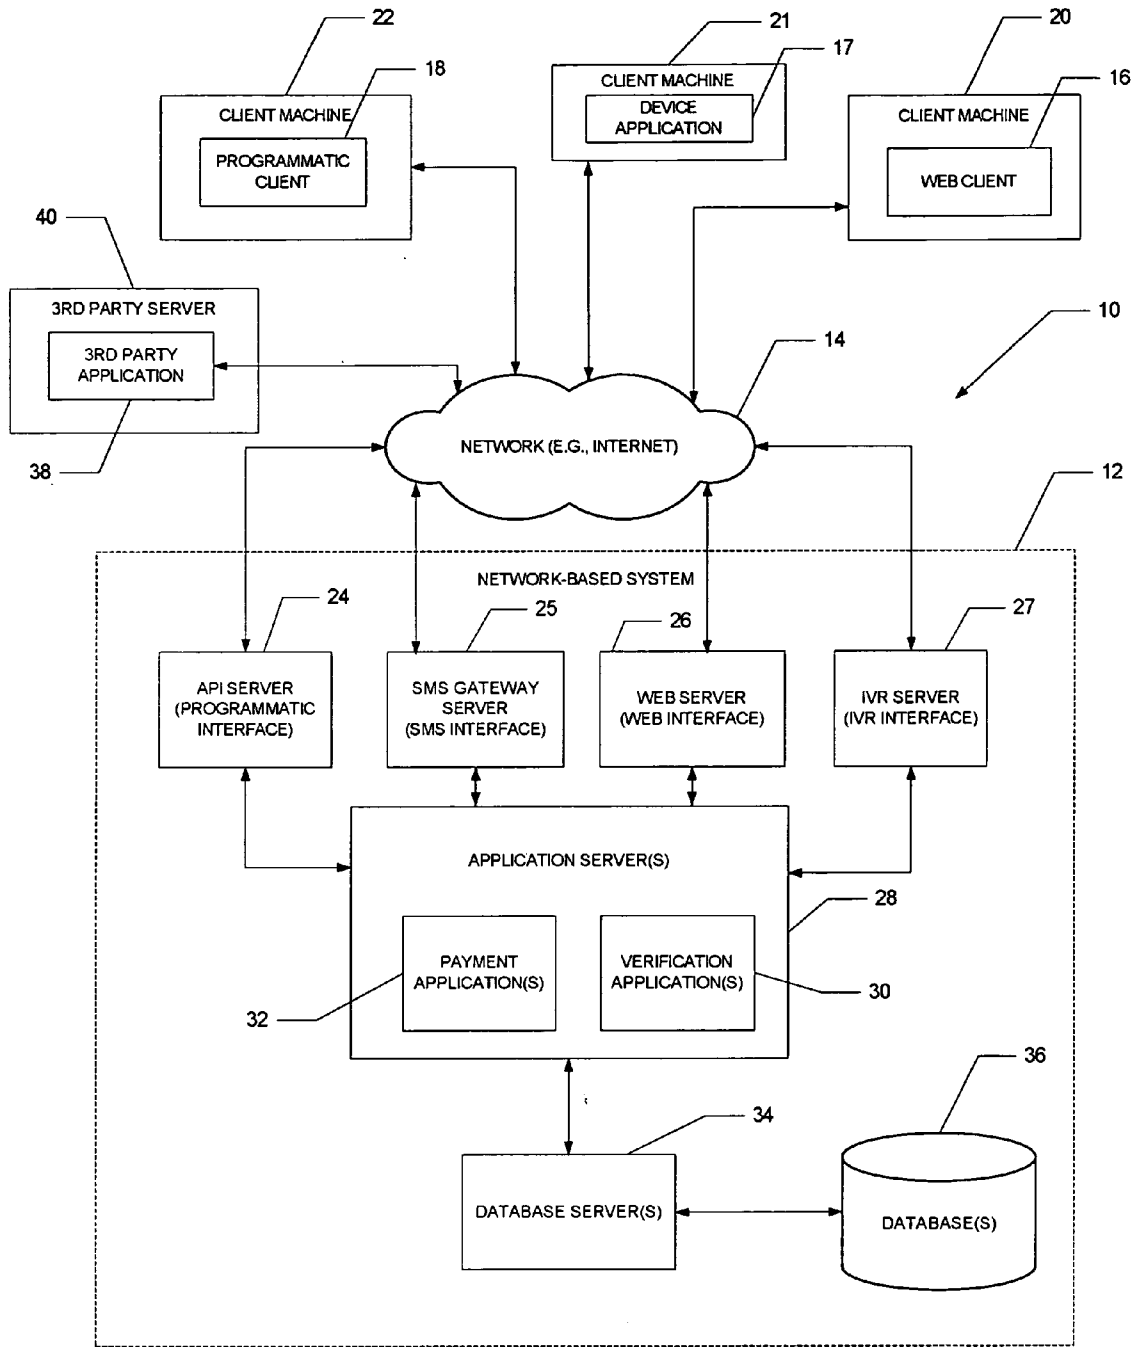 22
21
20
18
17
16
CLIENT MACHINE
PROGRAMMATIC
CLIENT
CLIENT MACHINE
DEVICE
APPLICATION
CLIENT MACHINE
WEB CLIENT
40
3RD PARTY SERVER
3RD PARTY
APPLICATION
38
10
14
NETWORK (E.G., INTERNET)
12
NETWORK-BASED SYSTEM
24
25
26
27
API SERVER
(PROGRAMMATIC
INTERFACE)
SMS GATEWAY
SERVER
(SMS INTERFACE)
WEB SERVER
(WEB INTERFACE)
IVR SERVER
(IVR INTERFACE)
APPLICATION SERVER(S)
28
PAYMENT
APPLICATION(S)
VERIFICATION
APPLICATION(S)
32
30
34
36
DATABASE SERVER(S)
DATABASE(S)